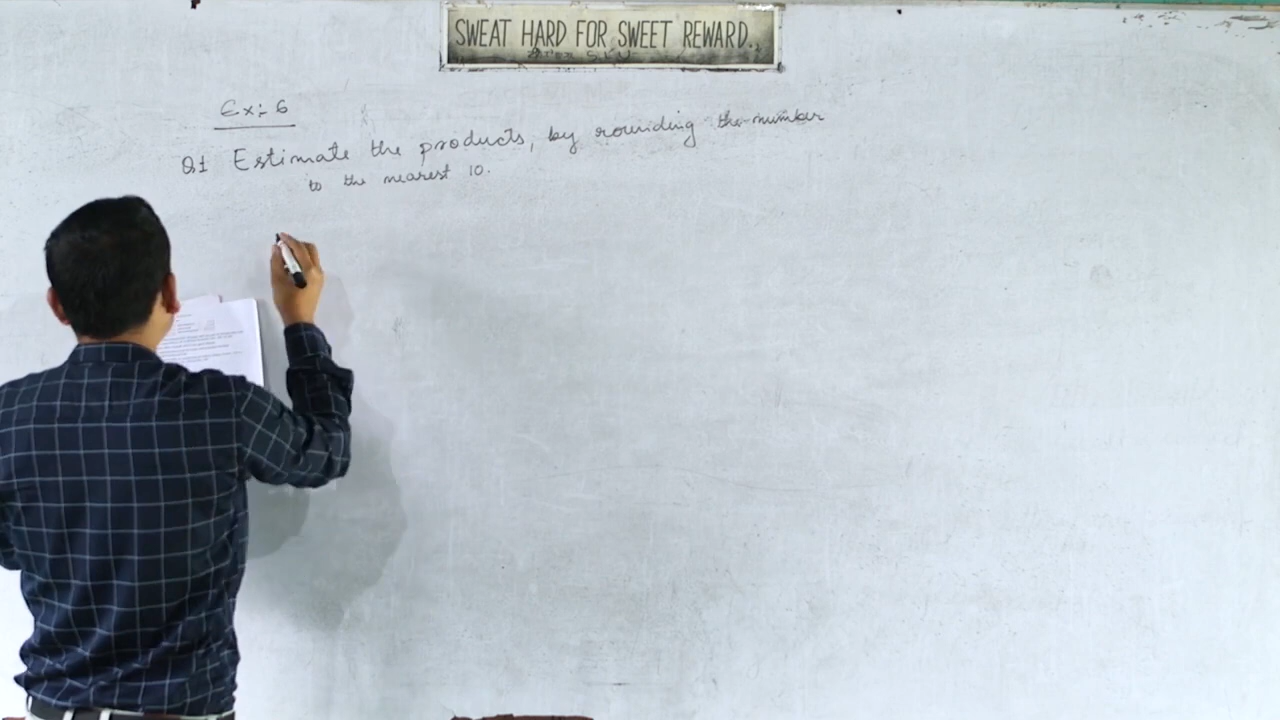 SWEAT HARD FOR SWEET REWARD.
Ex:- 6
Q1 Estimate the products, by rounding the number
to the nearest 10.